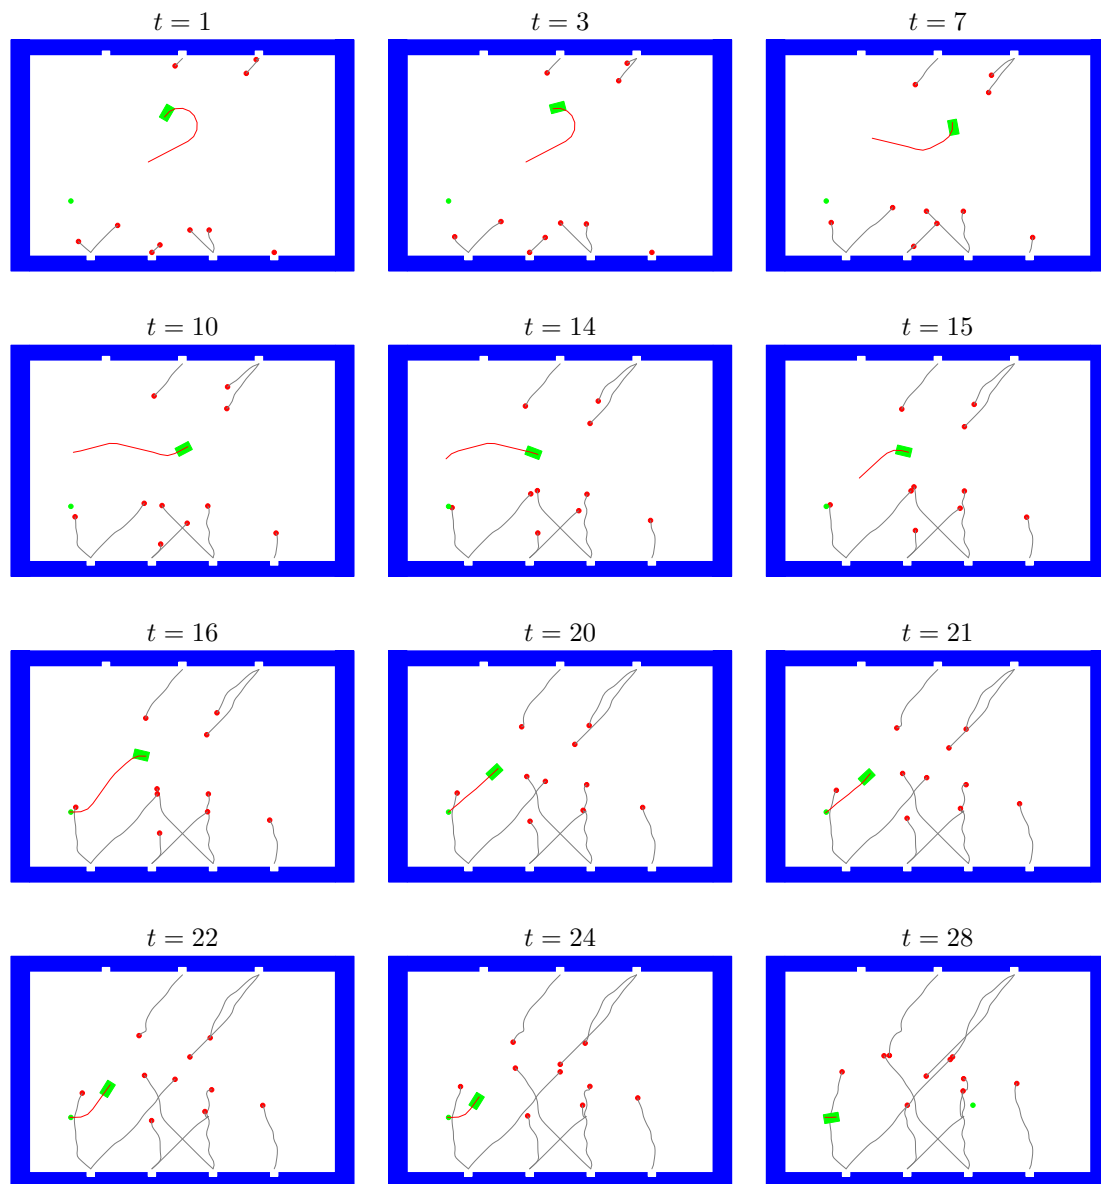 t = 1
t = 3
t = 7
t = 10
t = 14
t = 15
t = 16
t = 20
t = 21
t = 22
t = 24
t = 28